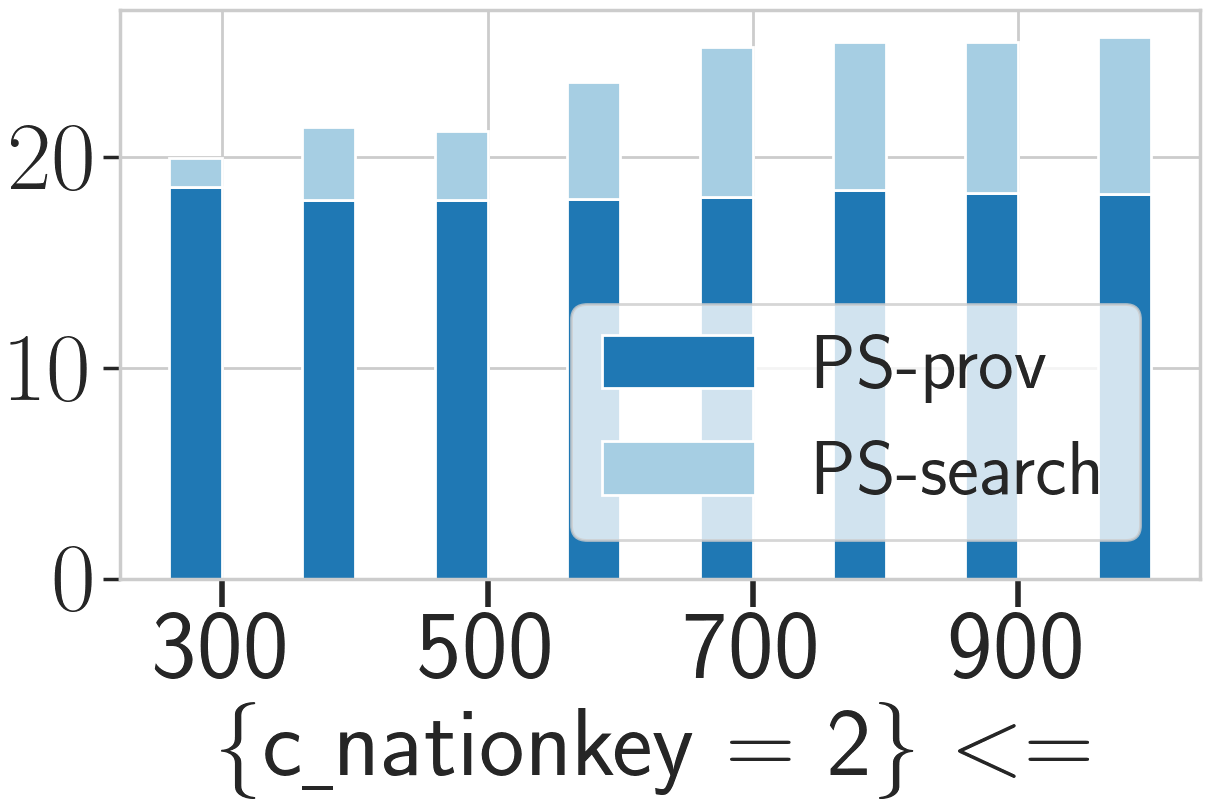 20
10
0
PS-prov
PS-search
300 500 700 900
{c_nationkey = 2} <=